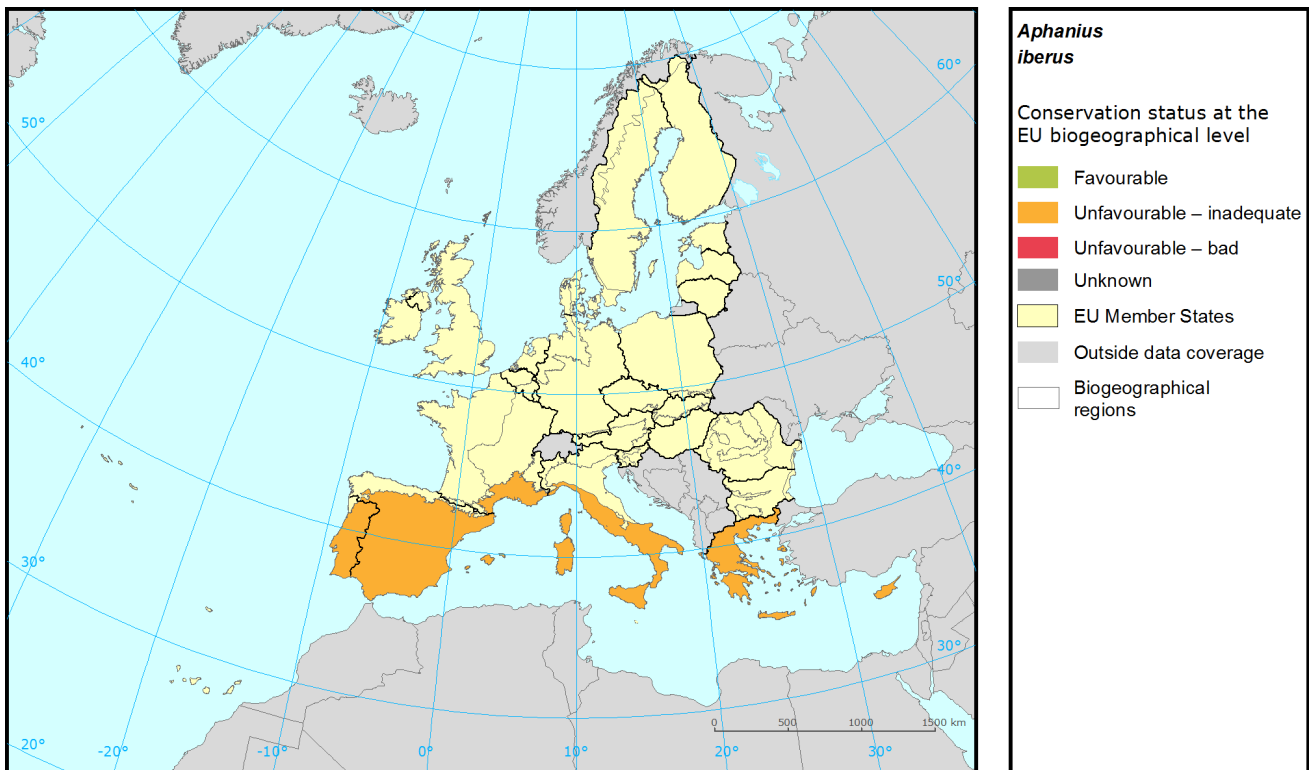 Aphanius
iberus
Conservation status at the
EU biogeographical level
Favourable
Unfavourable – inadequate
Unfavourable – bad
Unknown
EU Member States
Outside data coverage
Biogeographical
regions
60°
50°
50°
40°
40°
30°
30°
20°
-20°
-10°
0°
10°
20°
30°
0 500 1000 1500 km